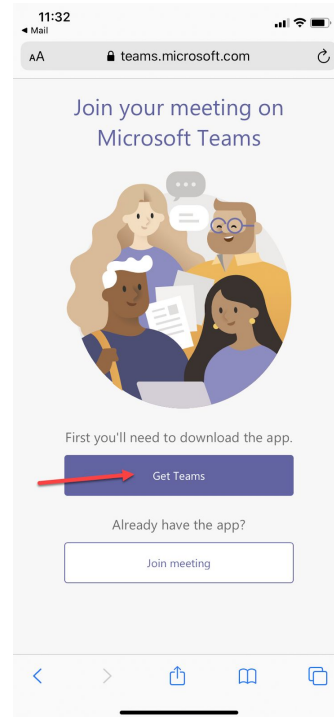 11:32
Mail
AA teams.microsoft.com
Join your meeting on
Microsoft Teams
First you'll need to download the app.
Get Teams
Already have the app?
Join meeting